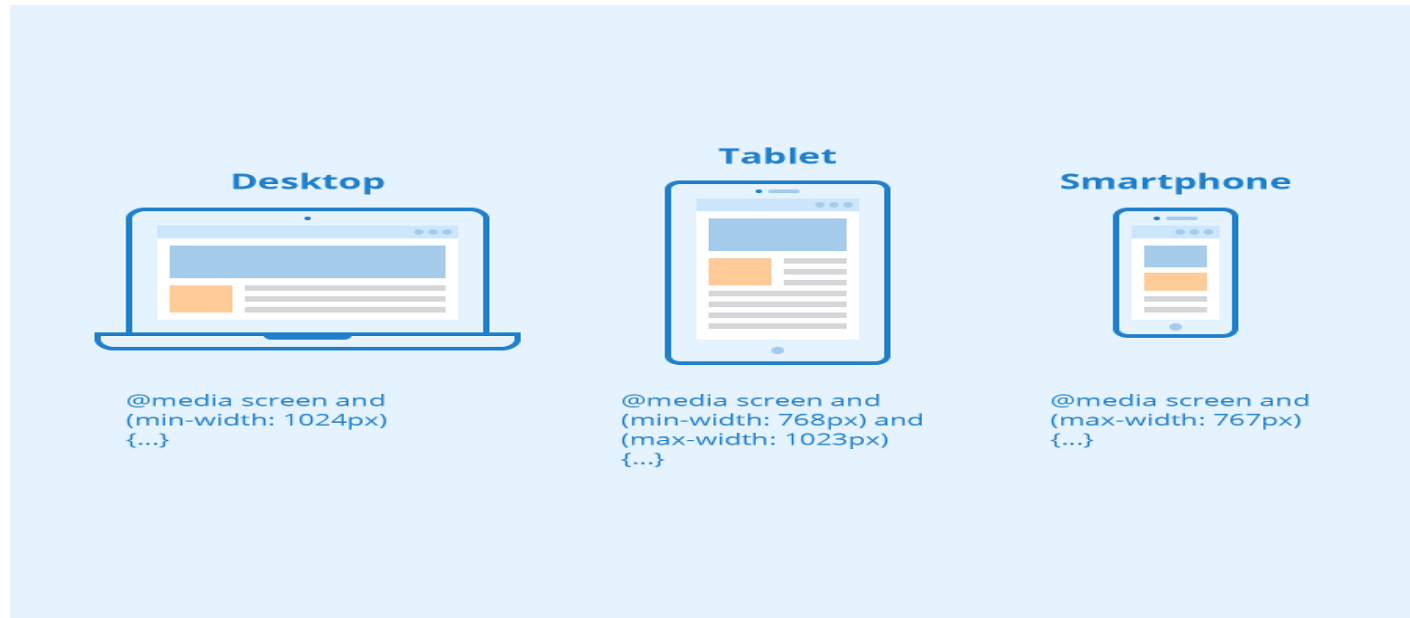 Desktop
@media screen and
(min-width: 1024px)
{...}
Tablet
@media screen and
(min-width: 768px) and
(max-width: 1023px)
{...}
Smartphone
@media screen and
(max-width: 767px)
{...}